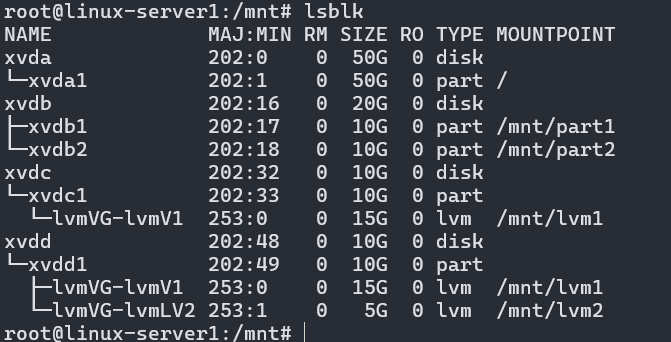 root@linux-server1:/mnt# lsblk
NAME             MAJ:MIN RM SIZE RO TYPE MOUNTPOINT
xvda             202:0    0  50G  0 disk
└─xvda1          202:1    0  50G  0 part /
xvdb             202:16   0  20G  0 disk
├─xvdb1          202:17   0  10G  0 part /mnt/part1
└─xvdb2          202:18   0  10G  0 part /mnt/part2
xvdc             202:32   0  10G  0 disk
└─xvdc1          202:33   0  10G  0 part
  └─lvmVG-lvmV1  253:0    0  15G  0 lvm  /mnt/lvm1
xvdd             202:48   0  10G  0 disk
└─xvdd1          202:49   0  10G  0 part
  ├─lvmVG-lvmV1  253:0    0  15G  0 lvm  /mnt/lvm1
  └─lvmVG-lvmLV2 253:1    0   5G  0 lvm  /mnt/lvm2
root@linux-server1:/mnt#